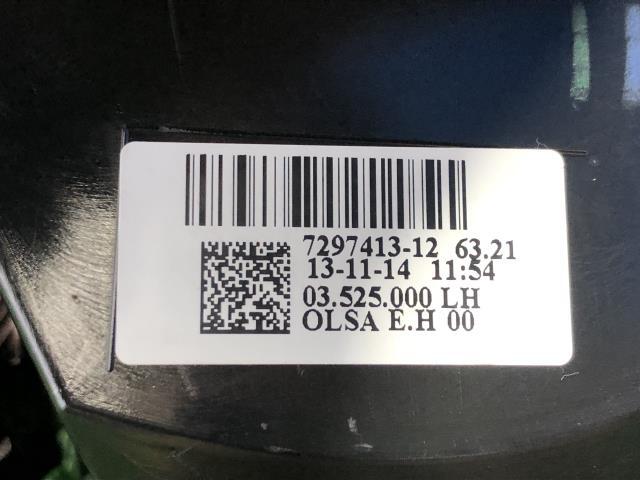 7297413-12 63.21
13-11-14 11:54
03.525.000 LH
OLSA E.H 00